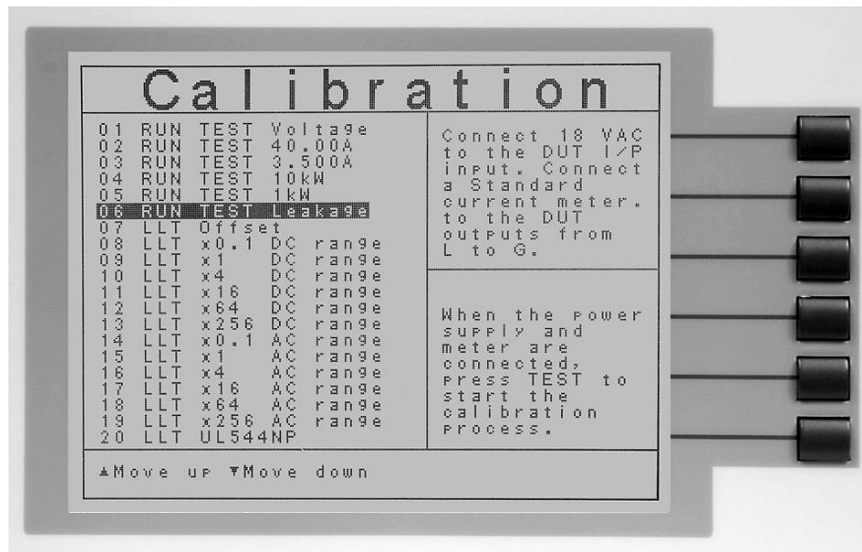 Calibration
01 RUN TEST Voltage
02 RUN TEST 40.00A
03 RUN TEST 3.500A
04 RUN TEST 10kW
05 RUN TEST 1kW
06 RUN TEST Leakage
07 LLT Offset
08 LLT x0.1 DC range
09 LLT x1 DC range
10 LLT x4 DC range
11 LLT x16 DC range
12 LLT x64 DC range
13 LLT x256 DC range
14 LLT x0.1 AC range
15 LLT x1 AC range
16 LLT x4 AC range
17 LLT x16 AC range
18 LLT x64 AC range
19 LLT x256 AC range
20 LLT UL544NP
Connect 18 VAC
to the DUT I/P
input. Connect
a Standard
current meter.
to the DUT
outputs from
L to G.
When the power
supply and
meter are
connected,
press TEST to
start the
calibration
process.
▲Move up ▼Move down